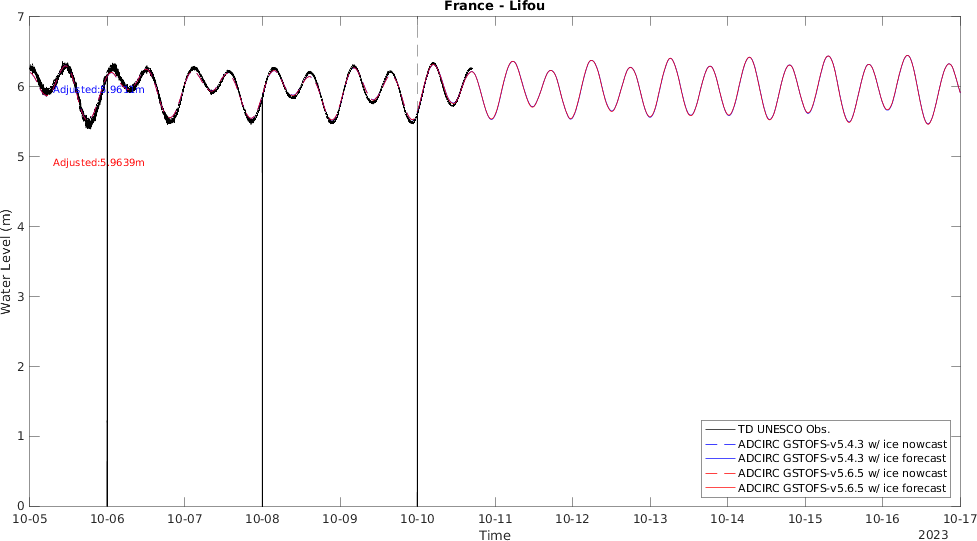 France - Lifou
7
6
5
4
3
2
1
0
Water Level (m)
Adjusted:5.9639m
10-05
10-06
10-07
10-08
10-09
10-10
10-11
10-12
10-13
10-14
10-15
10-16
10-17
Time
2023
TD UNESCO Obs.
ADCIRC GSTOFS-v5.4.3 w/ ice nowcast
ADCIRC GSTOFS-v5.4.3 w/ ice forecast
ADCIRC GSTOFS-v5.6.5 w/ ice nowcast
ADCIRC GSTOFS-v5.6.5 w/ ice forecast